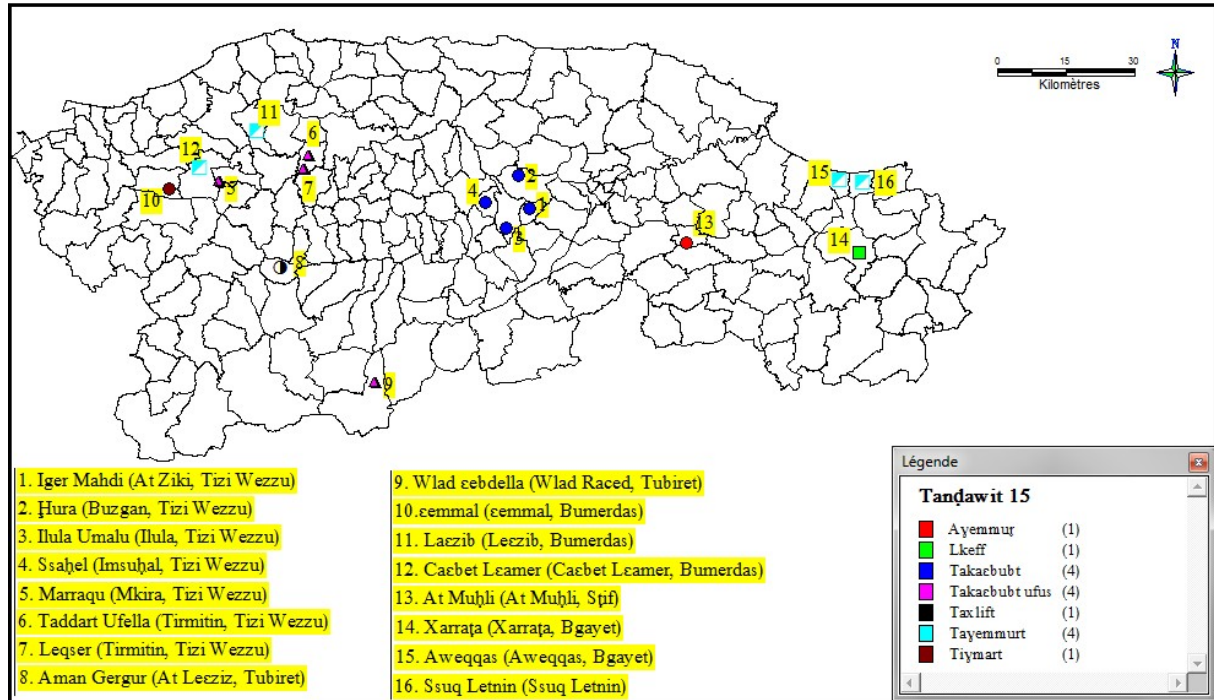 N
0 15 30
Kilomètres
11
6
12
2
15
16
10
5
7
4
1
3
13
14
8
9
1. Iger Mahdi (At Ziki, Tizi Wezzu)
2. Ḥura (Buzgan, Tizi Wezzu)
3. Ilula Umalu (Ilula, Tizi Wezzu)
4. Ssaḥel (Imsuḥal, Tizi Wezzu)
5. Marraqu (Mkira, Tizi Wezzu)
6. Taddart Ufella (Tirmitin, Tizi Wezzu)
7. Leqser (Tirmitin, Tizi Wezzu)
8. Aman Gergur (At Leɛziz, Tubiret)
9. Wlad ɛebdella (Wlad Raced, Tubiret)
10.ɛemmal (ɛemmal, Bumerdas)
11. Laɛzib (Leɛzib, Bumerdas)
12. Caɛbet Lɛamer (Caɛbet Lɛamer, Bumerdas)
13. At Muḥli (At Muḥli, Sṭif)
14. Xarraṭa (Xarraṭa, Bgayet)
15. Aweqqas (Aweqqas, Bgayet)
16. Ssuq Letnin (Ssuq Letnin)
Légende
Tanḍawit 15
Aɣemmuṛ (1)
Lkeff (1)
Takaɛbubt (4)
Takaɛbubt ufus (4)
Taxlift (1)
Taɣemmurt (4)
Tiɣmart (1)